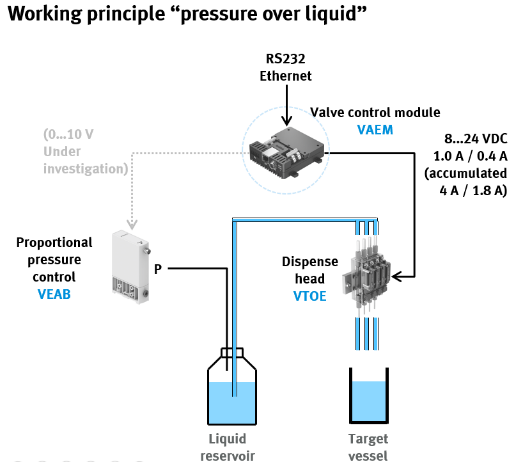 Working principle “pressure over liquid”
RS232
Ethernet
Valve control module
VAEM
(0...10 V
Under
investigation)
8...24 VDC
1.0 A / 0.4 A
(accumulated
4 A / 1.8 A)
Proportional
pressure
control
VEAB
P
Dispense
head
VTOE
Liquid
reservoir
Target
vessel